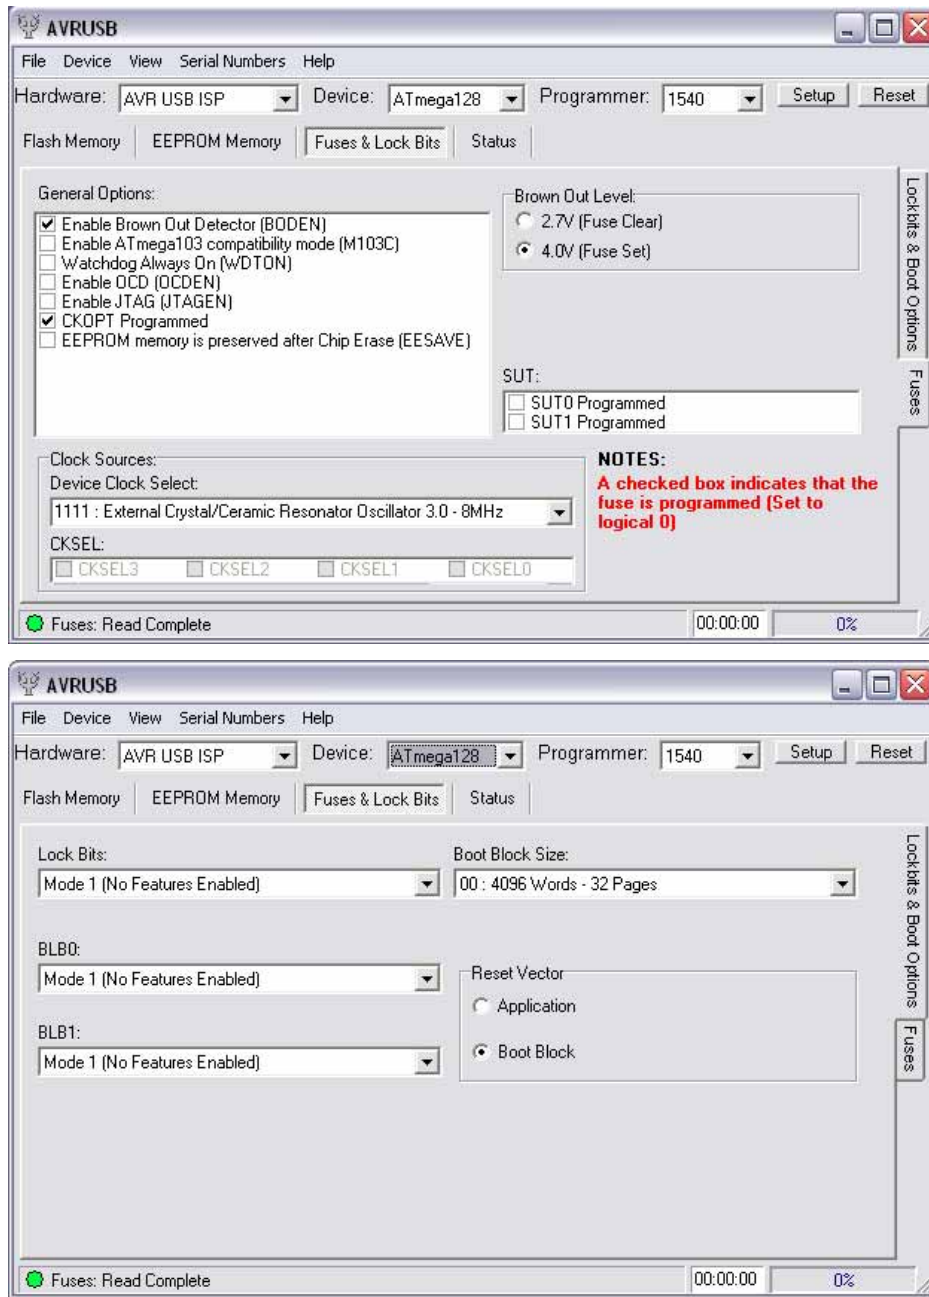 AVRUSB
File Device View Serial Numbers Help
Hardware: AVR USB ISP Device: ATmega128 Programmer: 1540 Setup Reset
Flash Memory EEPROM Memory Fuses & Lock Bits Status
General Options:
Enable Brown Out Detector (BODEN)
Enable ATmega103 compatibility mode (M103C)
Watchdog Always On (WDTON)
Enable OCD (OCDEN)
Enable JTAG (JTAGEN)
CKOPT Programmed
EEPROM memory is preserved after Chip Erase (EESAVE)
Brown Out Level:
2.7V (Fuse Clear)
4.0V (Fuse Set)
SUT:
SUT0 Programmed
SUT1 Programmed
Lockbits & Boot Options
Fuses
Clock Sources:
Device Clock Select:
1111 : External Crystal/Ceramic Resonator Oscillator 3.0 - 8MHz
CKSEL:
CKSEL3 CKSEL2 CKSEL1 CKSEL0
NOTES:
A checked box indicates that the
fuse is programmed (Set to
logical 0)
Fuses: Read Complete 00:00:00 0%
AVRUSB
File Device View Serial Numbers Help
Hardware: AVR USB ISP Device: ATmega128 Programmer: 1540 Setup Reset
Flash Memory EEPROM Memory Fuses & Lock Bits Status
Lock Bits:
Mode 1 (No Features Enabled)
Boot Block Size:
00 : 4096 Words - 32 Pages
BLB0:
Mode 1 (No Features Enabled)
BLB1:
Mode 1 (No Features Enabled)
Reset Vector
Application
Boot Block
Lockbits & Boot Options
Fuses
Fuses: Read Complete 00:00:00 0%